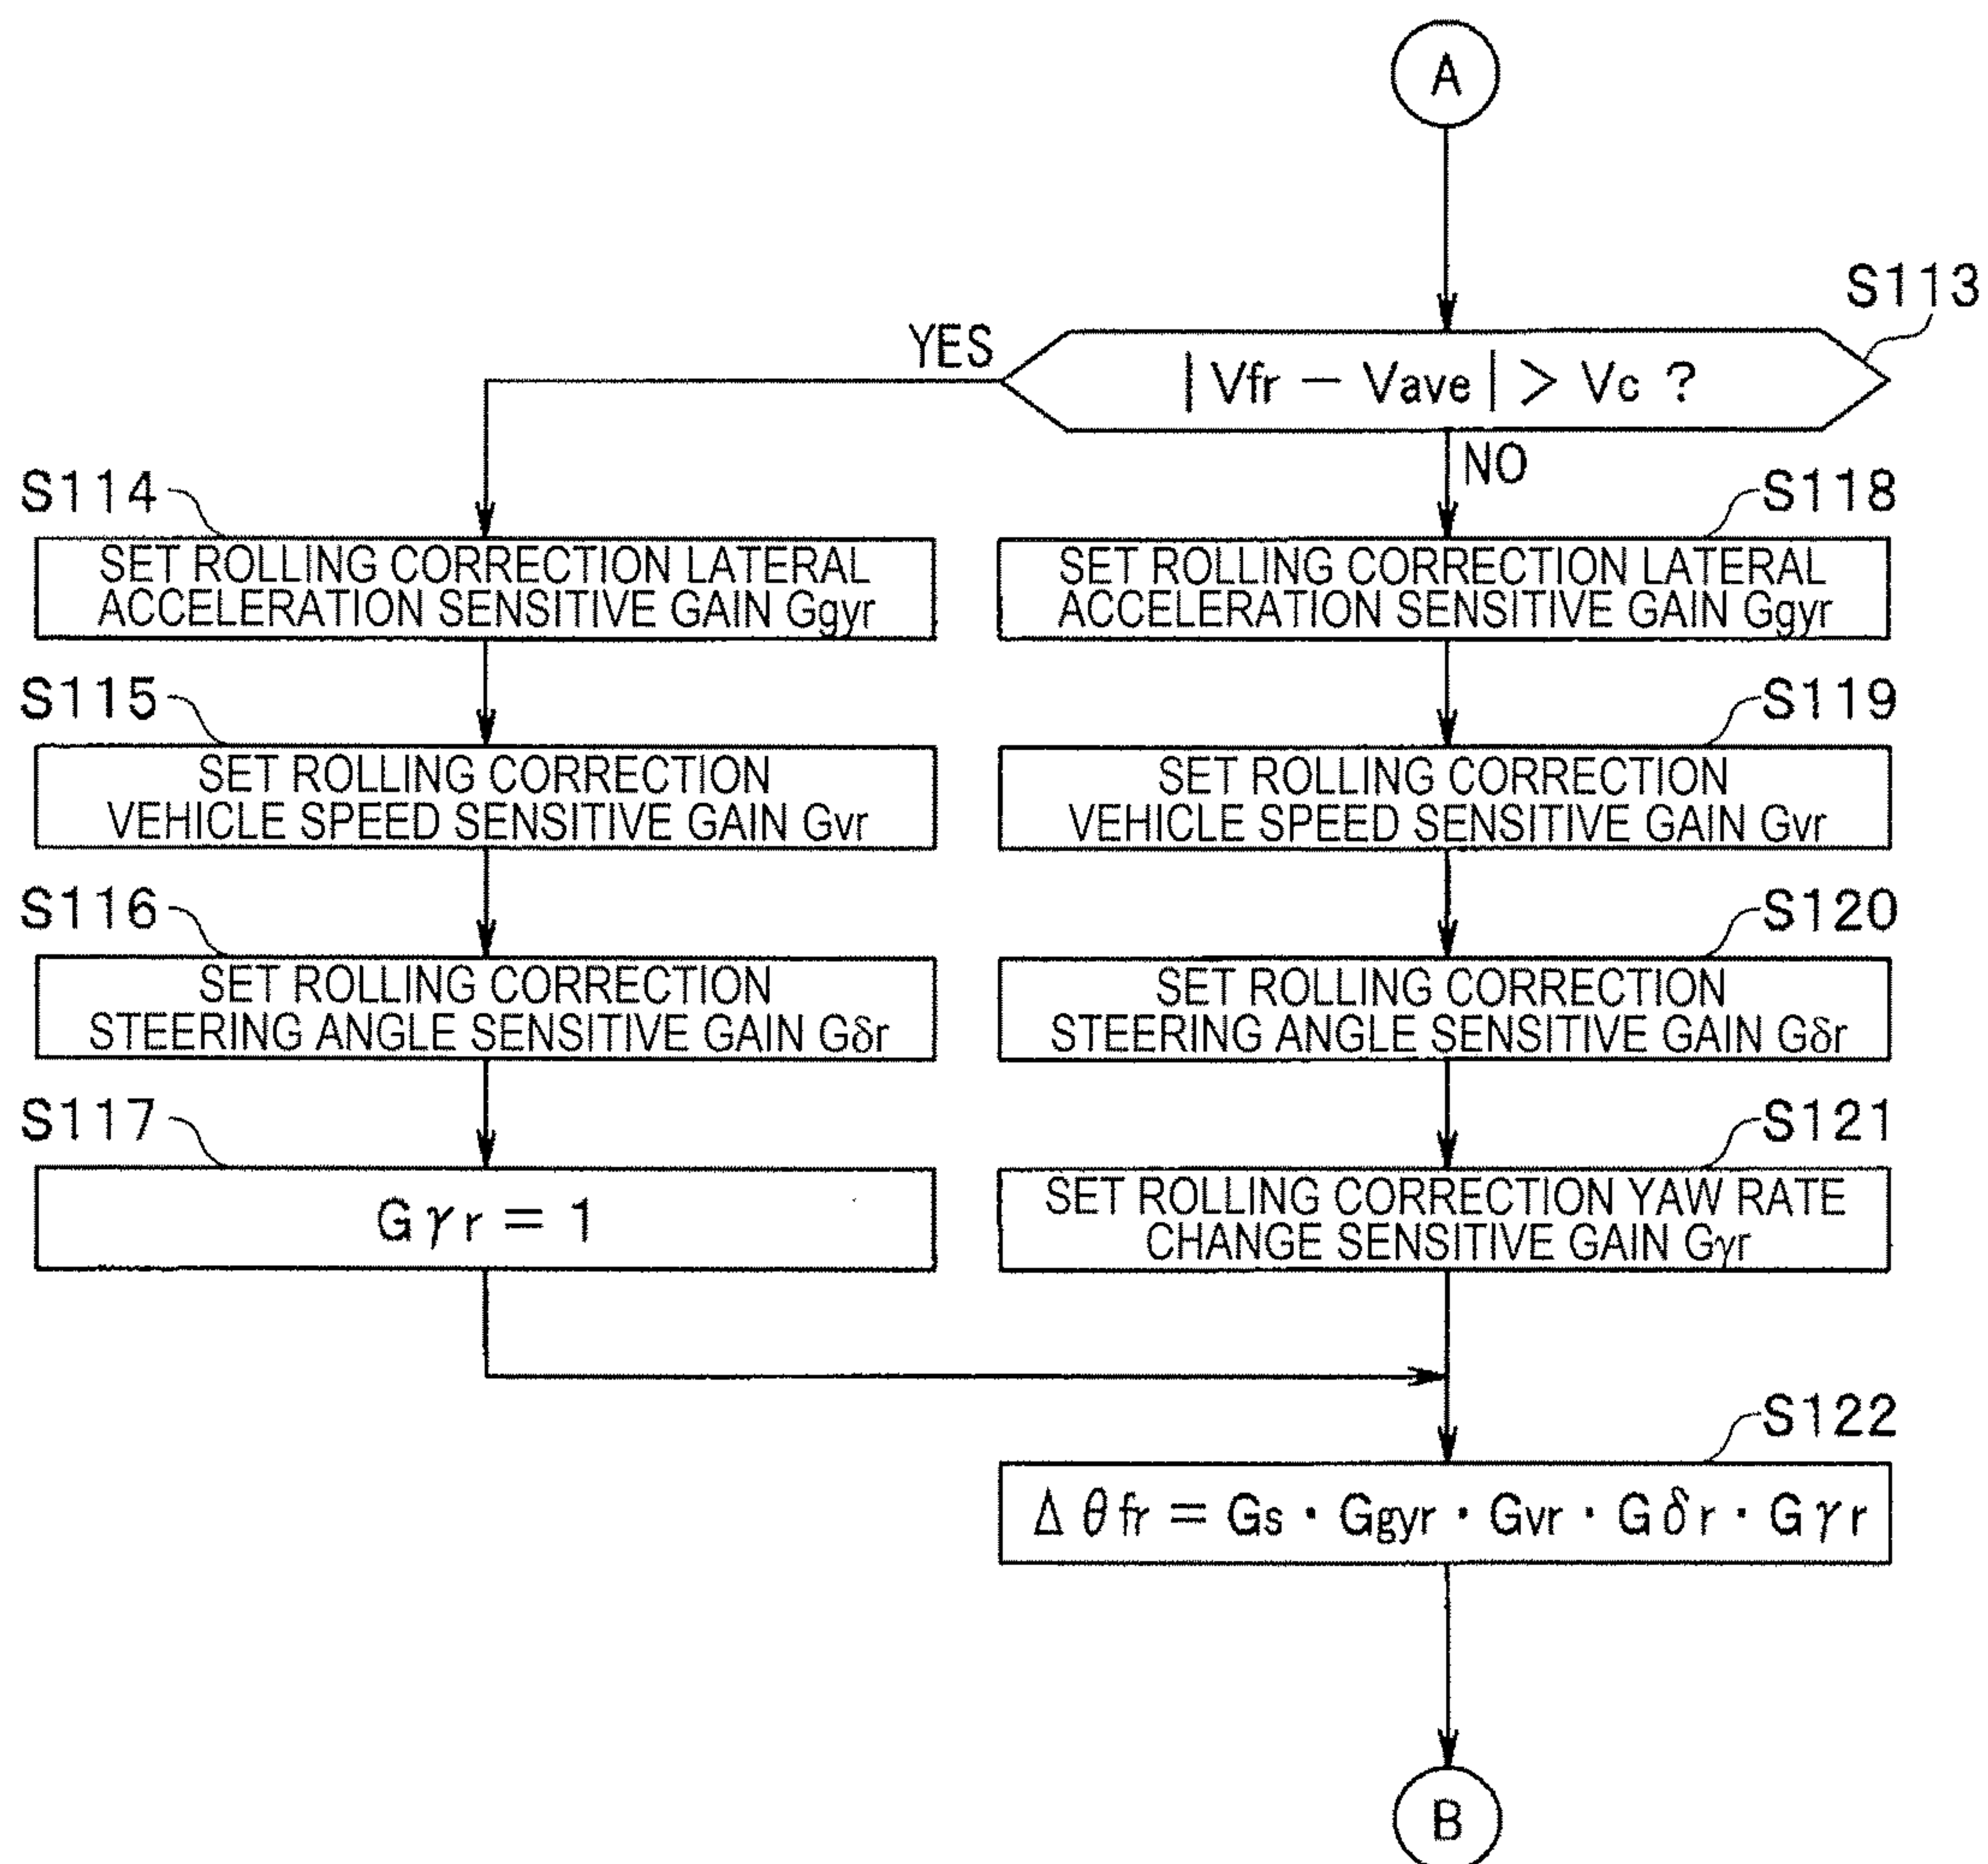 A
S113
YES
| Vfr − Vave | > Vc ?
NO
S114
SET ROLLING CORRECTION LATERAL
ACCELERATION SENSITIVE GAIN Ggyr
S118
SET ROLLING CORRECTION LATERAL
ACCELERATION SENSITIVE GAIN Ggyr
S115
SET ROLLING CORRECTION
VEHICLE SPEED SENSITIVE GAIN Gvr
S119
SET ROLLING CORRECTION
VEHICLE SPEED SENSITIVE GAIN Gvr
S116
SET ROLLING CORRECTION
STEERING ANGLE SENSITIVE GAIN Gδr
S120
SET ROLLING CORRECTION
STEERING ANGLE SENSITIVE GAIN Gδr
S117
Gγr = 1
S121
SET ROLLING CORRECTION YAW RATE
CHANGE SENSITIVE GAIN Gγr
S122
Δθfr = Gs · Ggyr · Gvr · Gδr · Gγr
B